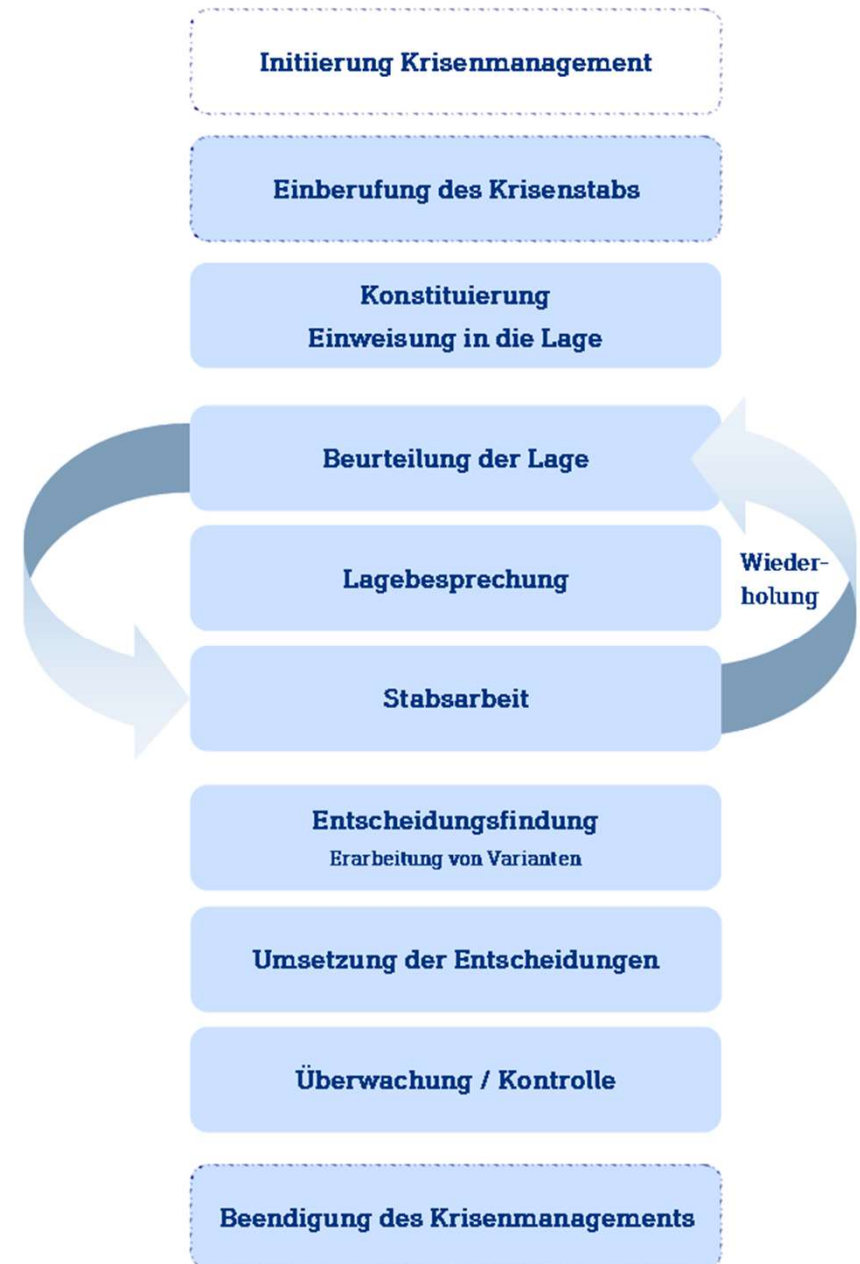 Initiierung Krisenmanagement
Einberufung des Krisenstabs
Konstituierung
Einweisung in die Lage
Beurteilung der Lage
Lagebesprechung
Wieder-
holung
Stabsarbeit
Entscheidungsfindung
Erarbeitung von Varianten
Umsetzung der Entscheidungen
Überwachung / Kontrolle
Beendigung des Krisenmanagements